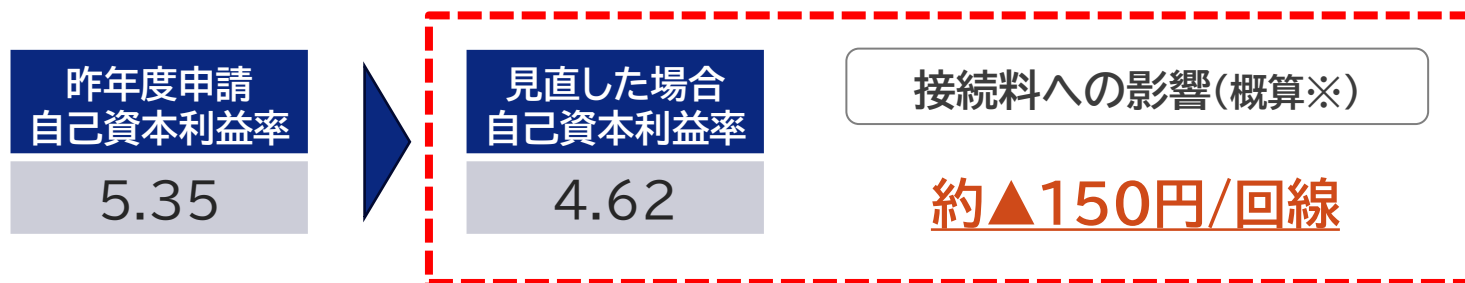 昨年度申請
自己資本利益率
5.35
見直した場合
自己資本利益率
4.62
接続料への影響(概算※)
約▲150円/回線